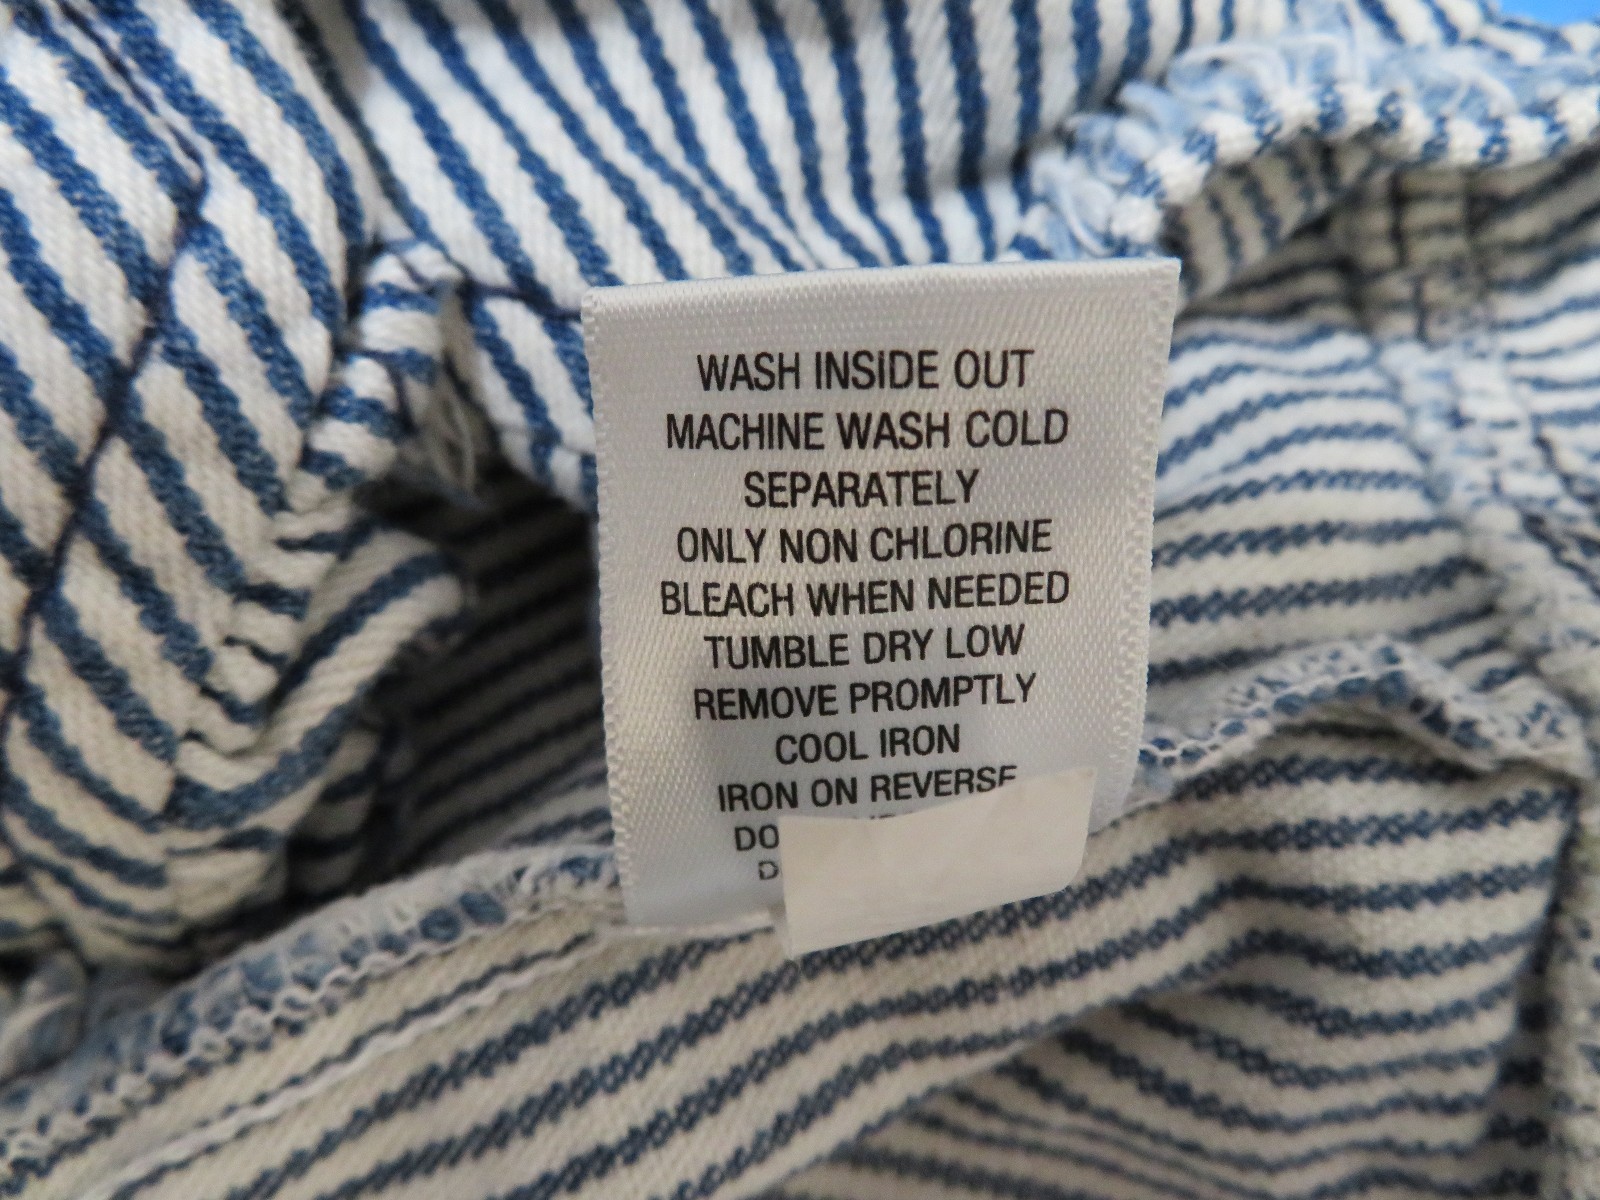 WASH INSIDE OUT
MACHINE WASH COLD
SEPARATELY
ONLY NON CHLORINE
BLEACH WHEN NEEDED
TUMBLE DRY LOW
REMOVE PROMPTLY
COOL IRON
IRON ON REVERSE
DO